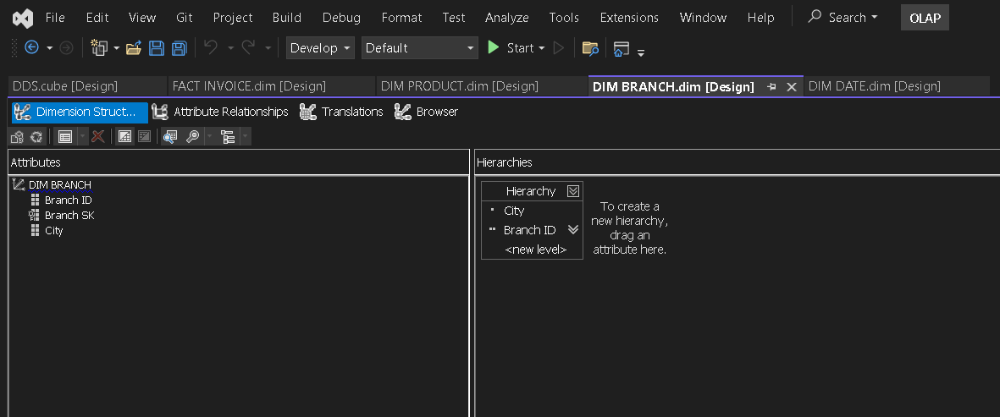 File Edit View Git Project Build Debug Format Test Analyze Tools Extensions Window Help Search OLAP
Develop Default Start
DDS.cube [Design] FACT INVOICE.dim [Design] DIM PRODUCT.dim [Design] DIM BRANCH.dim [Design] DIM DATE.dim [Design]
Dimension Struct... Attribute Relationships Translations Browser
Attributes
DIM BRANCH
Branch ID
Branch SK
City
Hierarchies
Hierarchy
City
Branch ID
<new level>
To create a
new hierarchy,
drag an
attribute here.